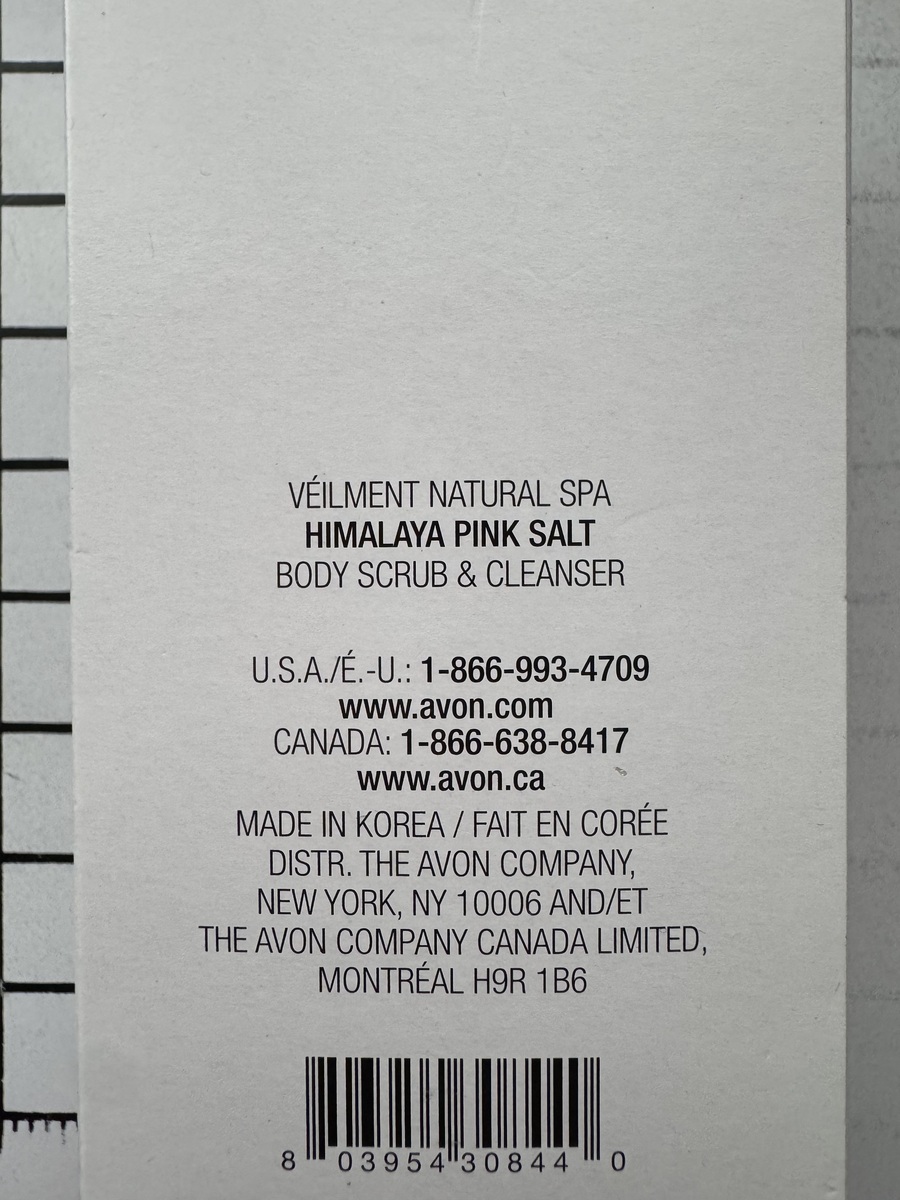 VÉILMENT NATURAL SPA
HIMALAYA PINK SALT
BODY SCRUB & CLEANSER
U.S.A./É.-U.: 1-866-993-4709
www.avon.com
CANADA: 1-866-638-8417
www.avon.ca
MADE IN KOREA / FAIT EN CORÉE
DISTR. THE AVON COMPANY,
NEW YORK, NY 10006 AND/ET
THE AVON COMPANY CANADA LIMITED,
MONTRÉAL H9R 1B6
8 03954 30844 0